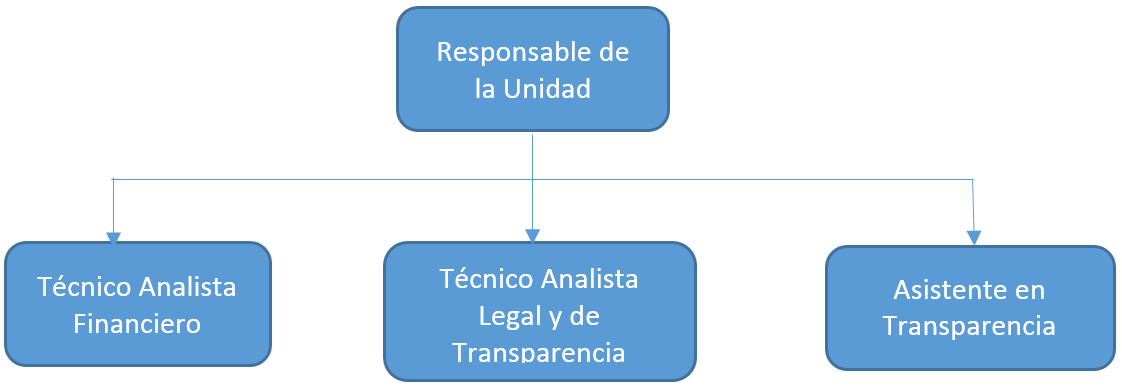 Responsable de
la Unidad
Técnico Analista
Financiero
Técnico Analista
Legal y de
Transparencia
Asistente en
Transparencia